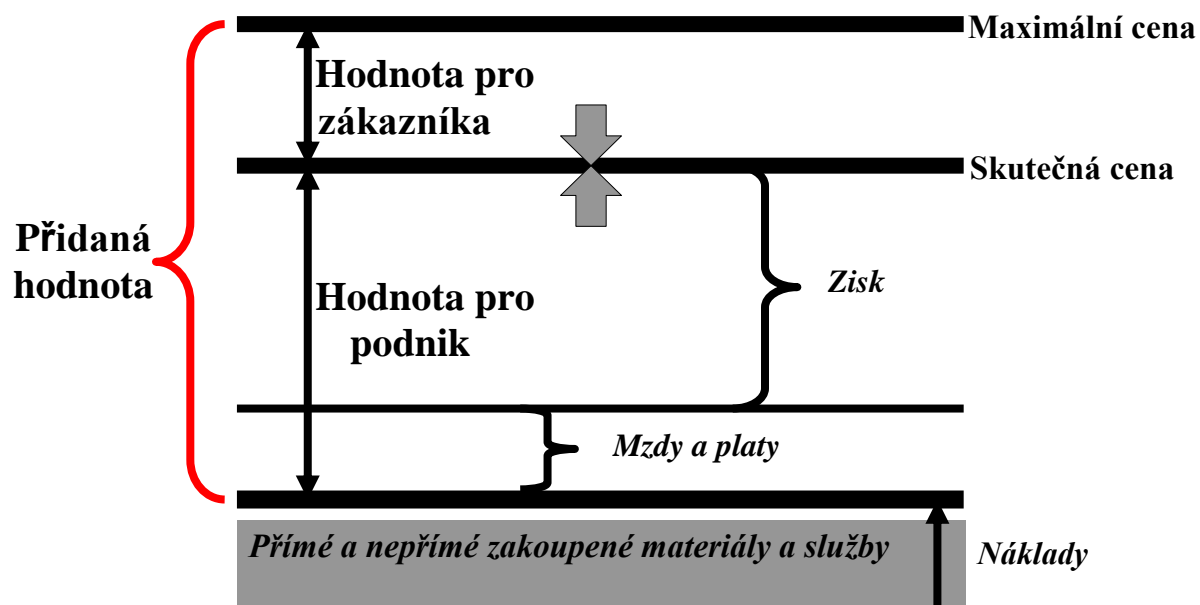 Maximální cena
Hodnota pro
zákazníka
Skutečná cena
Přidaná
hodnota
Zisk
Hodnota pro
podnik
Mzdy a platy
Přímé a nepřímé zakoupené materiály a služby
Náklady